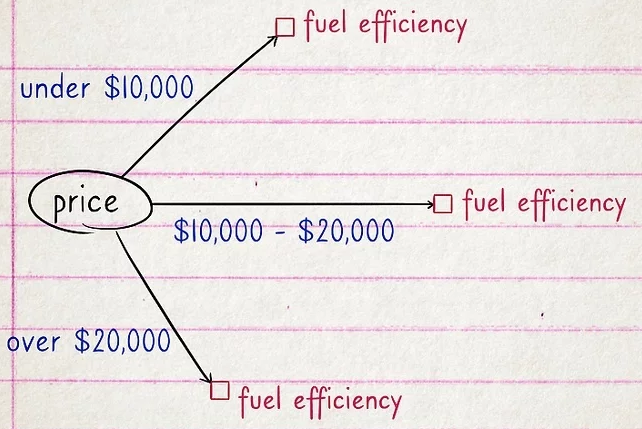 fuel efficiency
under $10,000
price
fuel efficiency
$10,000 - $20,000
over $20,000
fuel efficiency